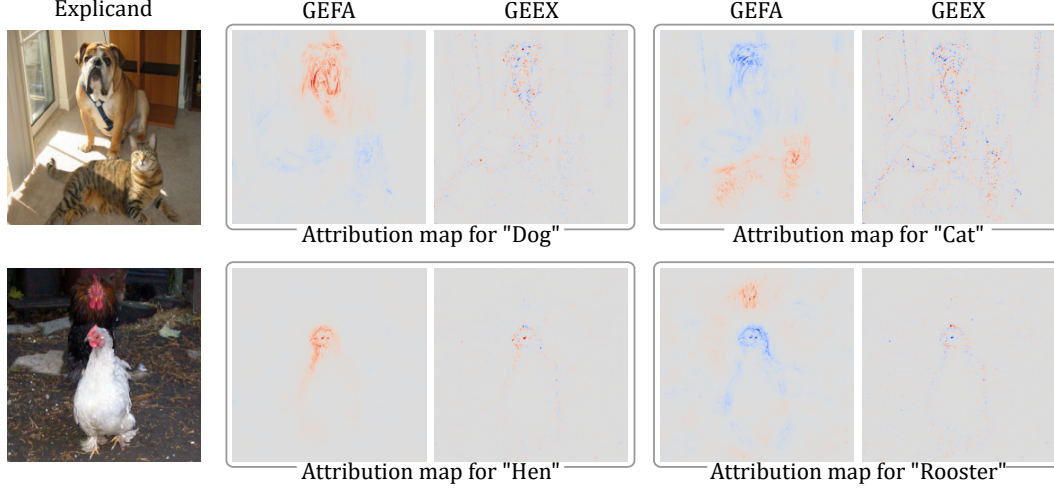 Explicand GEFA GEEX GEFA GEEX
Attribution map for "Dog" Attribution map for "Cat"
Attribution map for "Hen" Attribution map for "Rooster"